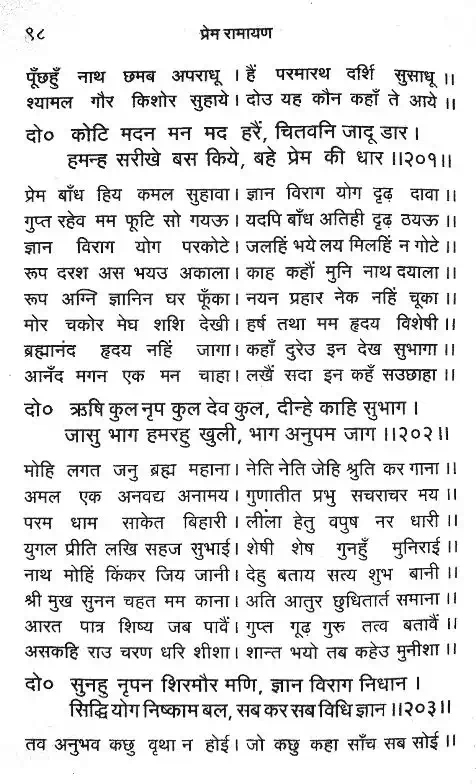 ९८ प्रेम रामायण
पूँछहुँ नाथ छमब अपराधू । हैं परमारथ दर्शि सुसाधू ।।
श्यामल गौर किशोर सुहाये । दोउ यह कौन कहाँ ते आये ।।
दो० कोटि मदन मन मद हरैं, चितवनि जादू डार ।
हमन्ह सरीखे बस किये, बहे प्रेम की धार ।।२०१।।
प्रेम बाँध हिय कमल सुहावा । ज्ञान विराग योग दृढ़ दावा ।।
गुप्त रहेव मम फूटि सो गयऊ । यदपि बाँध अतिही दृढ़ ठयऊ ।।
ज्ञान विराग योग परकोटे । जलहिं भये लय मिलहिं न गोटे ।।
रूप दरश अस भयउ अकाला । काह कहौं मुनि नाथ दयाला ।।
रूप अग्नि ज्ञानिन घर फूँका । नयन प्रहार नेक नहिं चूका ।।
मोर चकोर मेघ शशि देखी । हर्ष तथा मम हृदय विशेषी ।।
ब्रह्मानंद हृदय नहिं जागा । कहाँ दुरेउ इन देख सुभागा ।।
आनँद मगन एक मन चाहा । लखैं सदा इन कहँ सउछाहा ।।
दो० ऋषि कुल नृप कुल देव कुल, दीन्हे काहि सुभाग ।
जासु भाग हमरहु खुली, भाग अनुपम जाग ।।२०२।।
मोहि लगत जनु ब्रह्म महाना । नेति नेति जेहि श्रुति कर गाना ।।
अमल एक अनवद्य अनामय । गुणातीत प्रभु सचराचर मय ।।
परम धाम साकेत बिहारी । लीला हेतु वपुष नर धारी ।।
युगल प्रीति लखि सहज सुभाई । शेषी शेष गुनहुँ मुनिराई ।।
नाथ मोहिं किंकर जिय जानी । देहु बताय सत्य शुभ बानी ।।
श्री मुख सुनन चहत मम काना । अति आतुर छुधितार्त समाना ।।
आरत पात्र शिष्य जब पावैं । गुप्त गूढ़ गुरु तत्व बतावैं ।।
असकहि राउ चरण धरि शीशा । शान्त भयो तब कहेउ मुनीशा ।।
दो० सुनहु नृपन शिरमौर मणि, ज्ञान विराग निधान ।
सिद्धि योग निष्काम बल, सब कर सब विधि ज्ञान ।।२०३।।
तव अनुभव कछु वृथा न होई । जो कछु कहा साँच सब सोई ।।